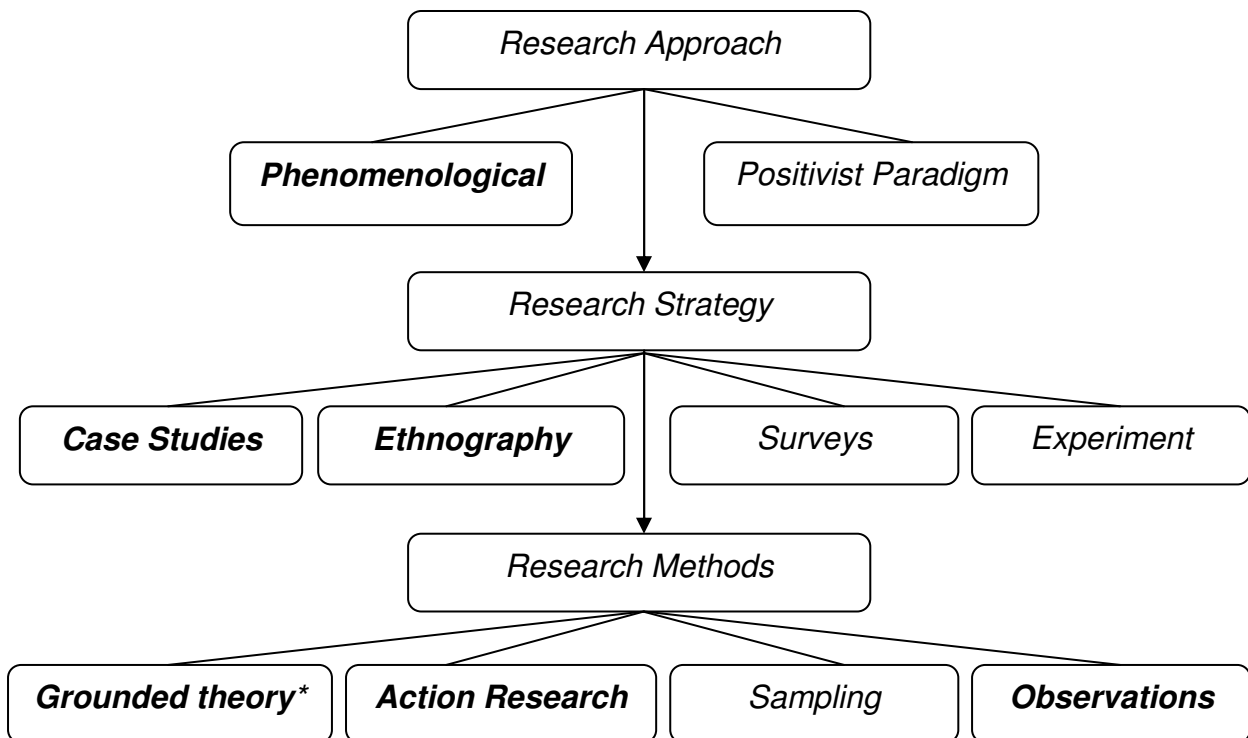 Research Approach
Phenomenological
Positivist Paradigm
Research Strategy
Case Studies
Ethnography
Surveys
Experiment
Research Methods
Grounded theory*
Action Research
Sampling
Observations